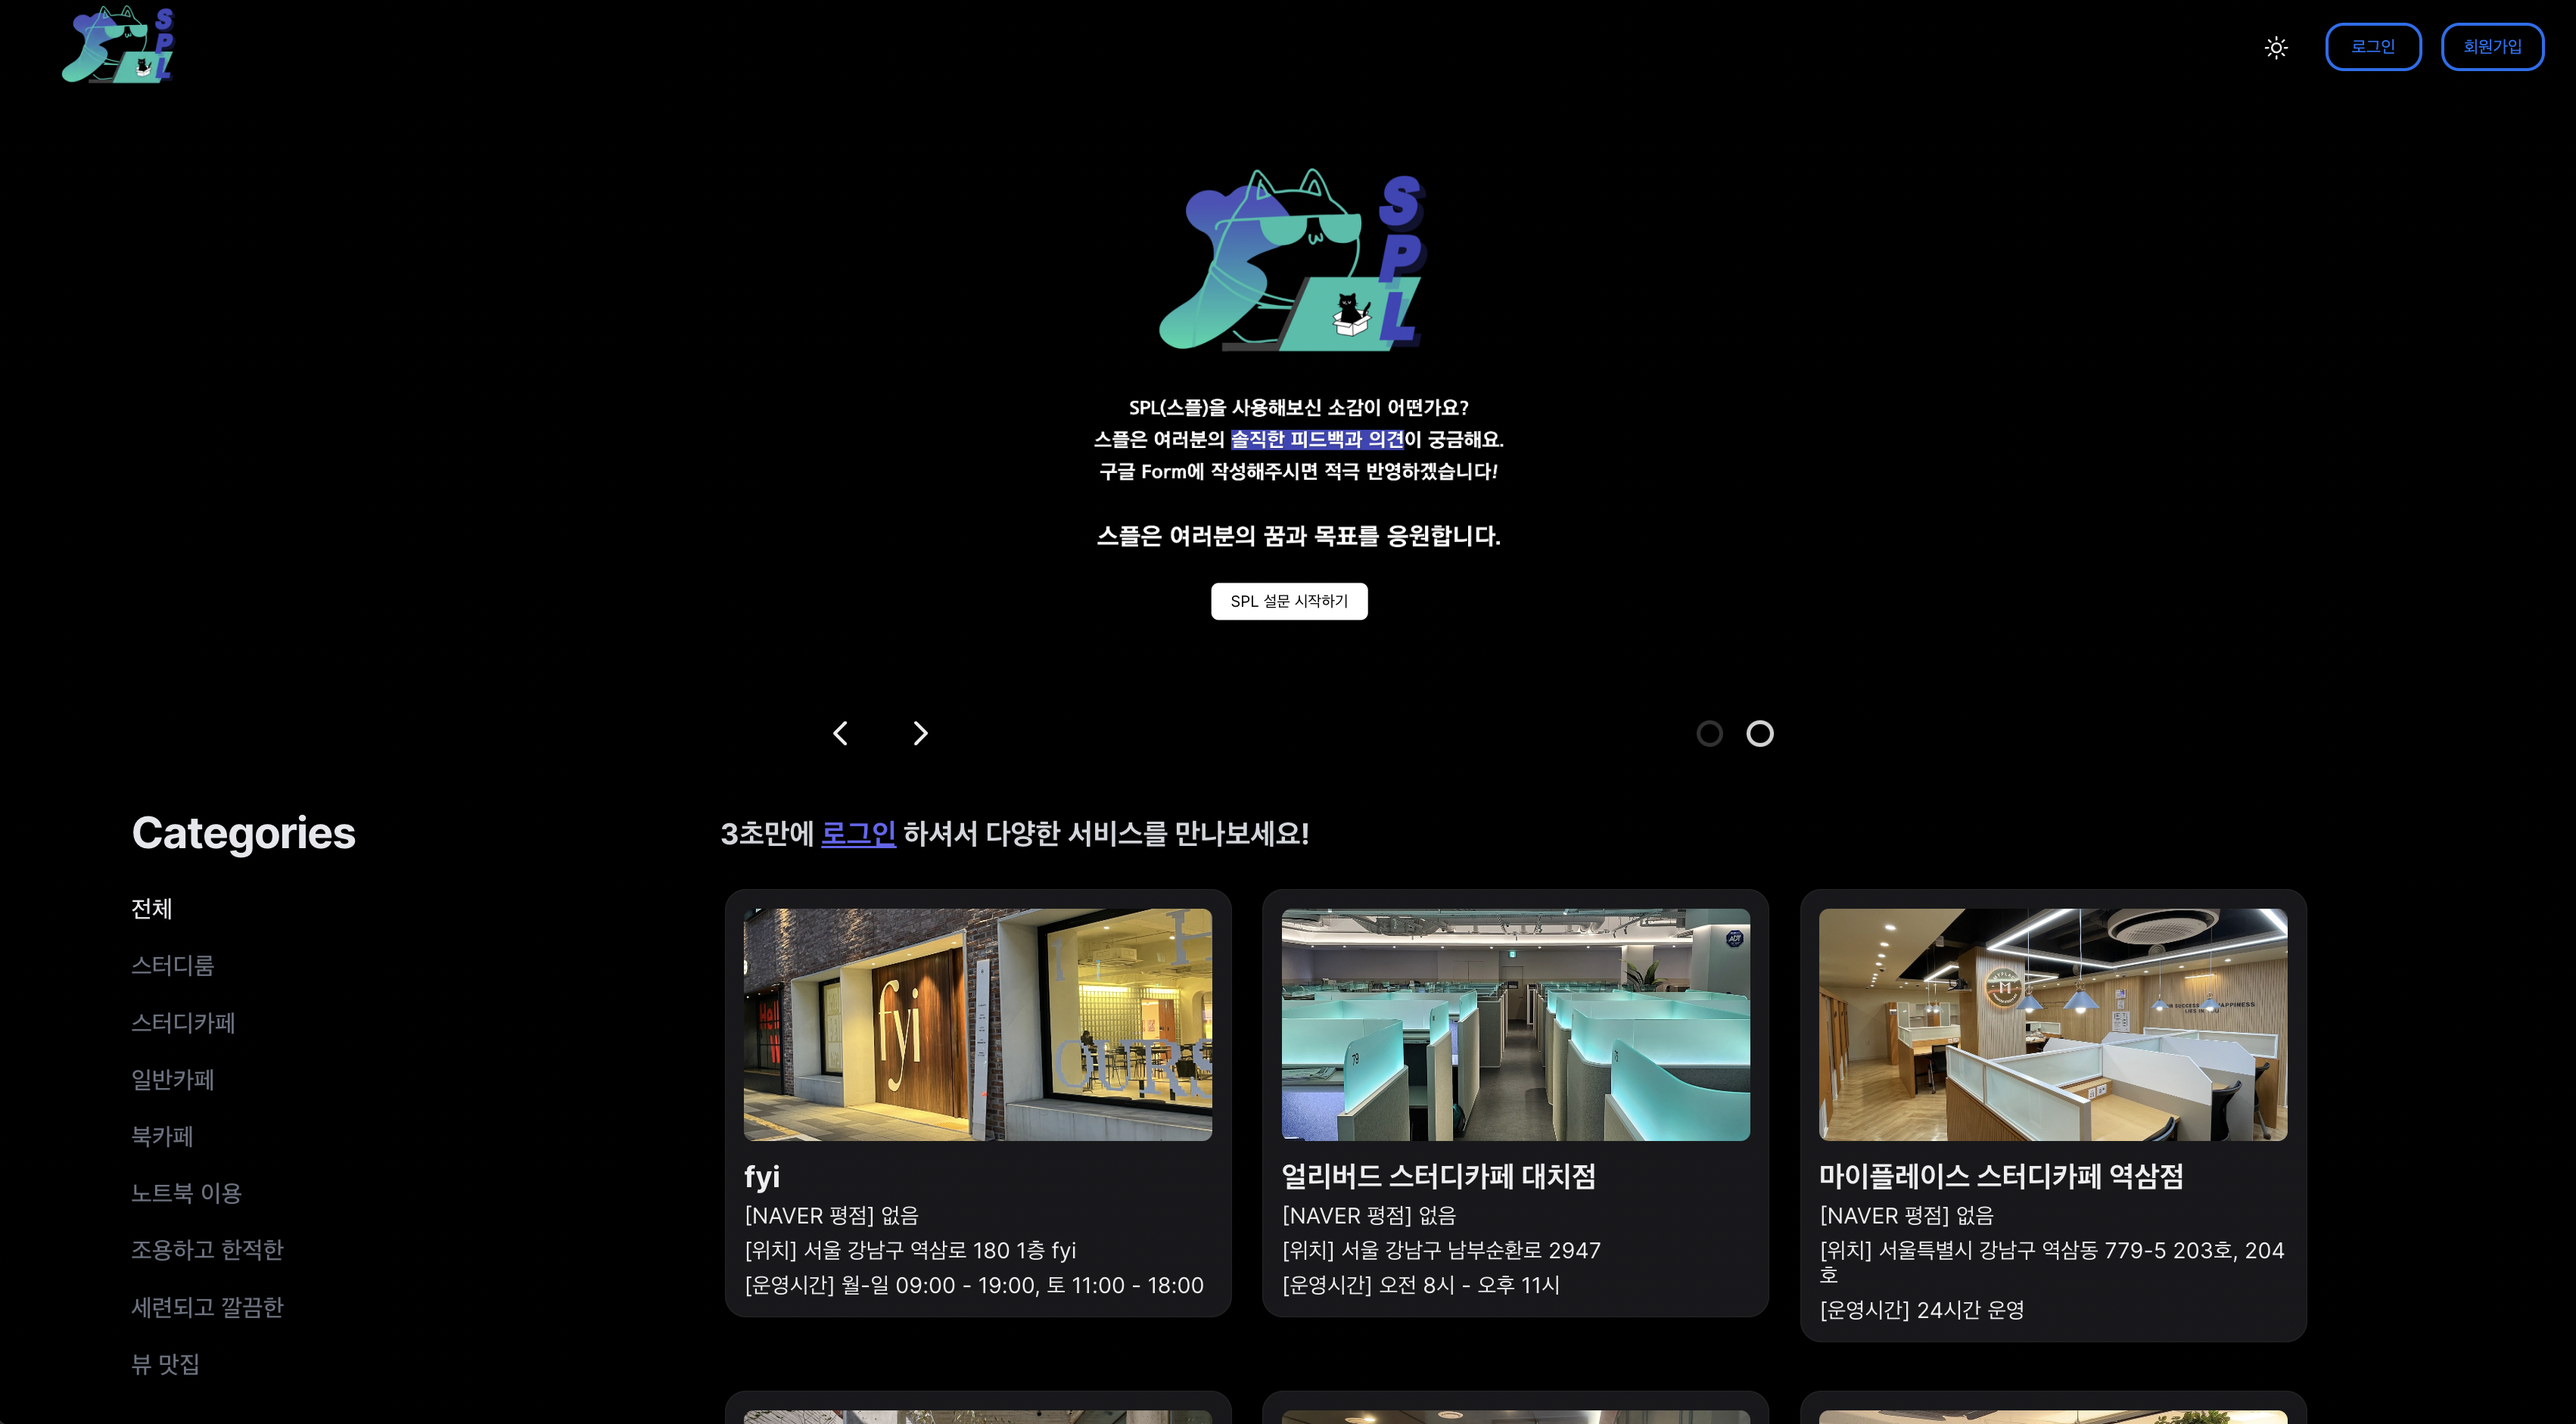 SPL
로그인
회원가입
SPL
SPL(스플)을 사용해보신 소감이 어떤가요?
스플은 여러분의 솔직한 피드백과 의견이 궁금해요.
구글 Form에 작성해주시면 적극 반영하겠습니다!
스플은 여러분의 꿈과 목표를 응원합니다.
SPL 설문 시작하기
Categories
전체
스터디룸
스터디카페
일반카페
북카페
노트북 이용
조용하고 한적한
세련되고 깔끔한
뷰 맛집
3초만에 로그인 하셔서 다양한 서비스를 만나보세요!
fyi
OURS
fyi
[NAVER 평점] 없음
[위치] 서울 강남구 역삼로 180 1층 fyi
[운영시간] 월-일 09:00 - 19:00, 토 11:00 - 18:00
79
얼리버드 스터디카페 대치점
[NAVER 평점] 없음
[위치] 서울 강남구 남부순환로 2947
[운영시간] 오전 8시 - 오후 11시
M
SUCCESS
HAPPINESS
마이플레이스 스터디카페 역삼점
[NAVER 평점] 없음
[위치] 서울특별시 강남구 역삼동 779-5 203호, 204
호
[운영시간] 24시간 운영